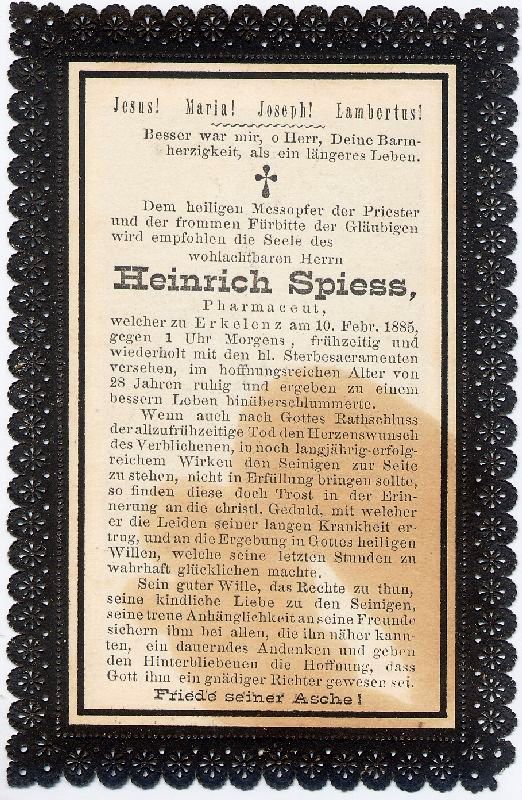 Jesus! Maria! Joseph! Lambertus!
Besser war mir, o Herr, Deine Barm-
herzigkeit, als ein längeres Leben.
Dem heiligen Messopfer der Priester
und der frommen Fürbitte der Gläubigen
wird empfohlen die Seele des
wohlachtbaren Herrn
Heinrich Spiess,
Pharmaceut,
welcher zu Erkelenz am 10. Febr. 1885,
gegen 1 Uhr Morgens, frühzeitig und
wiederholt mit den hl. Sterbesacramenten
versehen, im hoffnungsreichen Alter von
28 Jahren ruhig und ergeben zu einem
bessern Leben hinüberschlummerte.
Wenn auch nach Gottes Rathschluss
der allzufrühzeitige Tod den Herzenswunsch
des Verblichenen, in noch langjährig-erfolg-
reichem Wirken den Seinigen zur Seite
zu stehen, nicht in Erfüllung bringen sollte,
so finden diese doch Trost in der Erin-
nerung an die christl. Geduld, mit welcher
er die Leiden seiner langen Krankheit er-
trug, und an die Ergebung in Gottes heiligen
Willen, welche seine letzten Stunden zu
wahrhaft glücklichen machte.
Sein guter Wille, das Rechte zu thun,
seine kindliche Liebe zu den Seinigen,
seine treue Anhänglichkeit an seine Freunde
sichern ihm bei allen, die ihn näher kann-
ten, ein dauerndes Andenken und geben
den Hinterbliebenen die Hoffnung, dass
Gott ihm ein gnädiger Richter gewesen sei.
Friede seiner Asche!